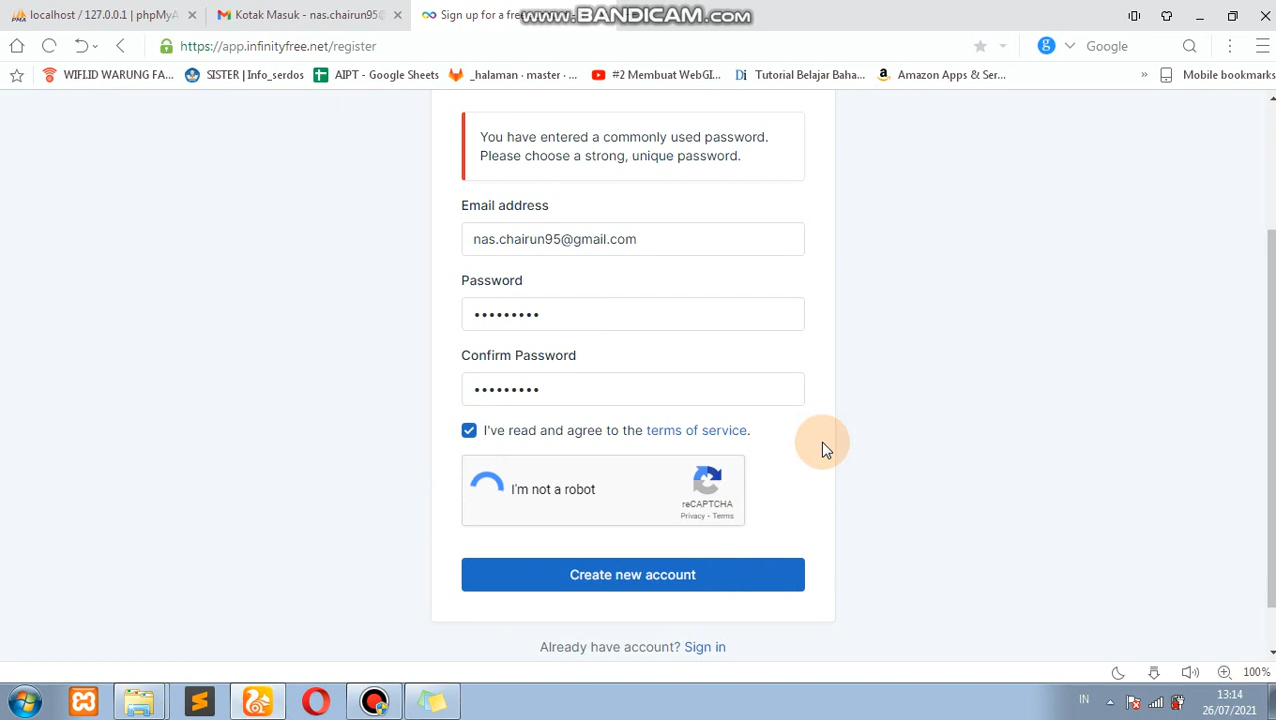 localhost / 127.0.0.1 | phpMyA
Kotak Masuk - nas.chairun95@
Sign up for a fre
www.BANDICAM.com
https://app.infinityfree.net/register
Google
WIFI.ID WARUNG FA...
SISTER | Info_serdos
AIPT - Google Sheets
_halaman · master · ...
#2 Membuat WebGI...
Tutorial Belajar Baha...
Amazon Apps & Ser...
»
Mobile bookmarks
You have entered a commonly used password.
Please choose a strong, unique password.
Email address
nas.chairun95@gmail.com
Password
•••••••••
Confirm Password
•••••••••
I've read and agree to the terms of service.
I'm not a robot
reCAPTCHA
Privacy - Terms
Create new account
Already have account? Sign in
100%
IN
13:14
26/07/2021